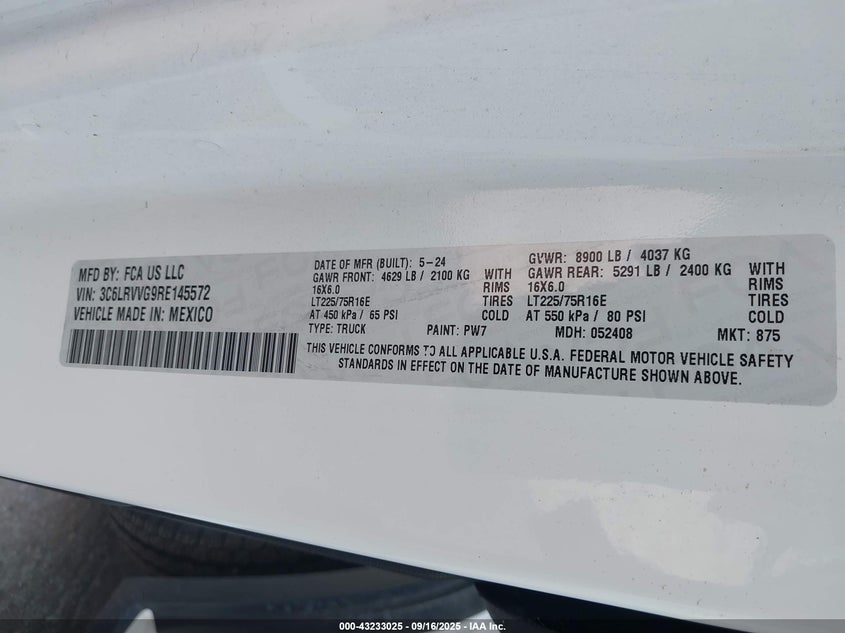 MFD BY: FCA US LLC
VIN: 3C6LRVVG9RE145572
VEHICLE MADE IN: MEXICO
DATE OF MFR (BUILT): 5-24
GAWR FRONT: 4629 LB / 2100 KG WITH
16X6.0 RIMS
LT225/75R16E TIRES
AT 450 kPa / 65 PSI COLD
TYPE: TRUCK PAINT: PW7
GVWR: 8900 LB / 4037 KG
GAWR REAR: 5291 LB / 2400 KG WITH
16X6.0 RIMS
LT225/75R16E TIRES
AT 550 kPa / 80 PSI COLD
MDH: 052408 MKT: 875
THIS VEHICLE CONFORMS TO ALL APPLICABLE U.S.A. FEDERAL MOTOR VEHICLE SAFETY
STANDARDS IN EFFECT ON THE DATE OF MANUFACTURE SHOWN ABOVE.
000-43233025 - 09/16/2025 - IAA Inc.